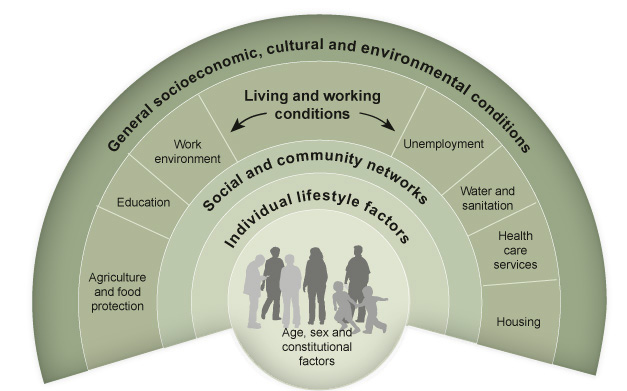 General socioeconomic, cultural and environmental conditions
Living and working
conditions
Work
environment
Unemployment
Education
Water and
sanitation
Agriculture
and food
protection
Health
care
services
Housing
Social and community networks
Individual lifestyle factors
Age, sex and
constitutional
factors